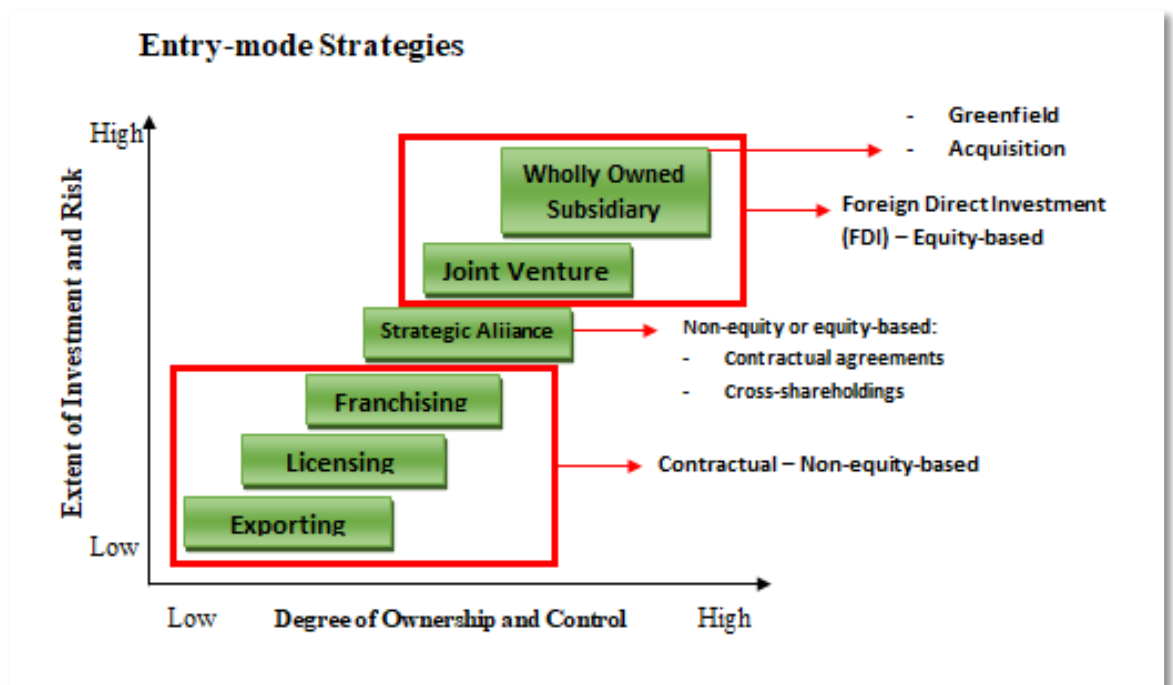 Entry-mode Strategies
High
Extent of Investment and Risk
Low
Wholly Owned
Subsidiary
Joint Venture
Strategic Aliiance
Franchising
Licensing
Exporting
- Greenfield
- Acquisition
Foreign Direct Investment
(FDI) – Equity-based
Non-equity or equity-based:
- Contractual agreements
- Cross-shareholdings
Contractual – Non-equity-based
Low
Degree of Ownership and Control
High